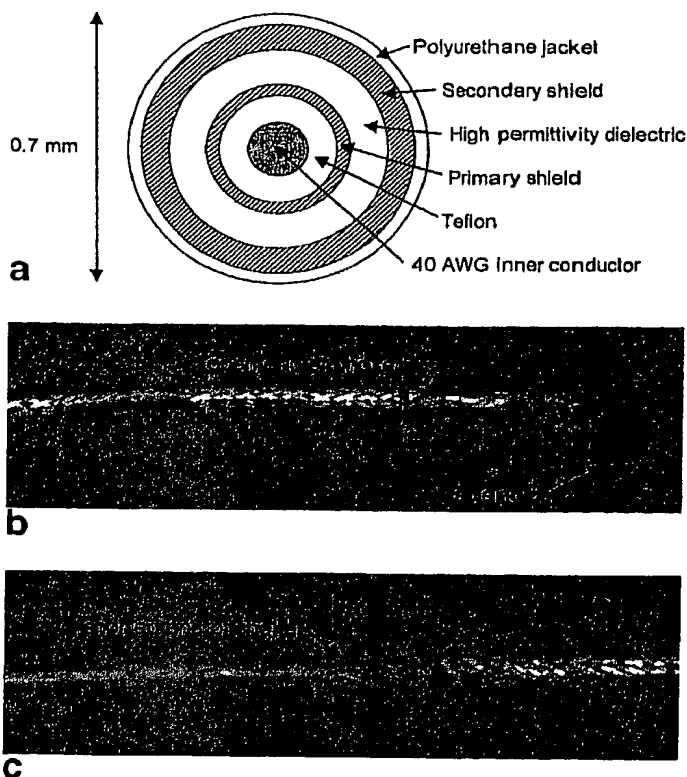 Polyurethane jacket
Secondary shield
0.7 mm
High permittivity dielectric
Primary shield
Teflon
a
40 AWG inner conductor
b
c